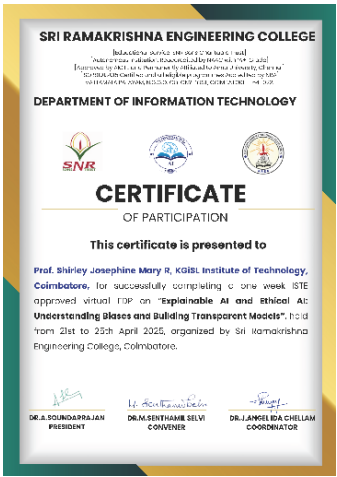 SRI RAMAKRISHNA ENGINEERING COLLEGE
DEPARTMENT OF INFORMATION TECHNOLOGY
SNR
CERTIFICATE
OF PARTICIPATION
This certificate is presented to
Prof. Shirley Josephine Mary R, KGiSL Institute of Technology,
Coimbatore, for successfully completing a one week ISTE
approved virtual FDP on "Explainable AI and Ethical AI:
Understanding Biases and Building Transparent Models", held
from 21st to 25th April 2025, organized by Sri Ramakrishna
Engineering College, Coimbatore.
DR.A.SOUNDARRAJAN
PRESIDENT
DR.M.SENTHAMIL SELVI
CONVENER
DR.J.ANGEL IDA CHELLAM
COORDINATOR